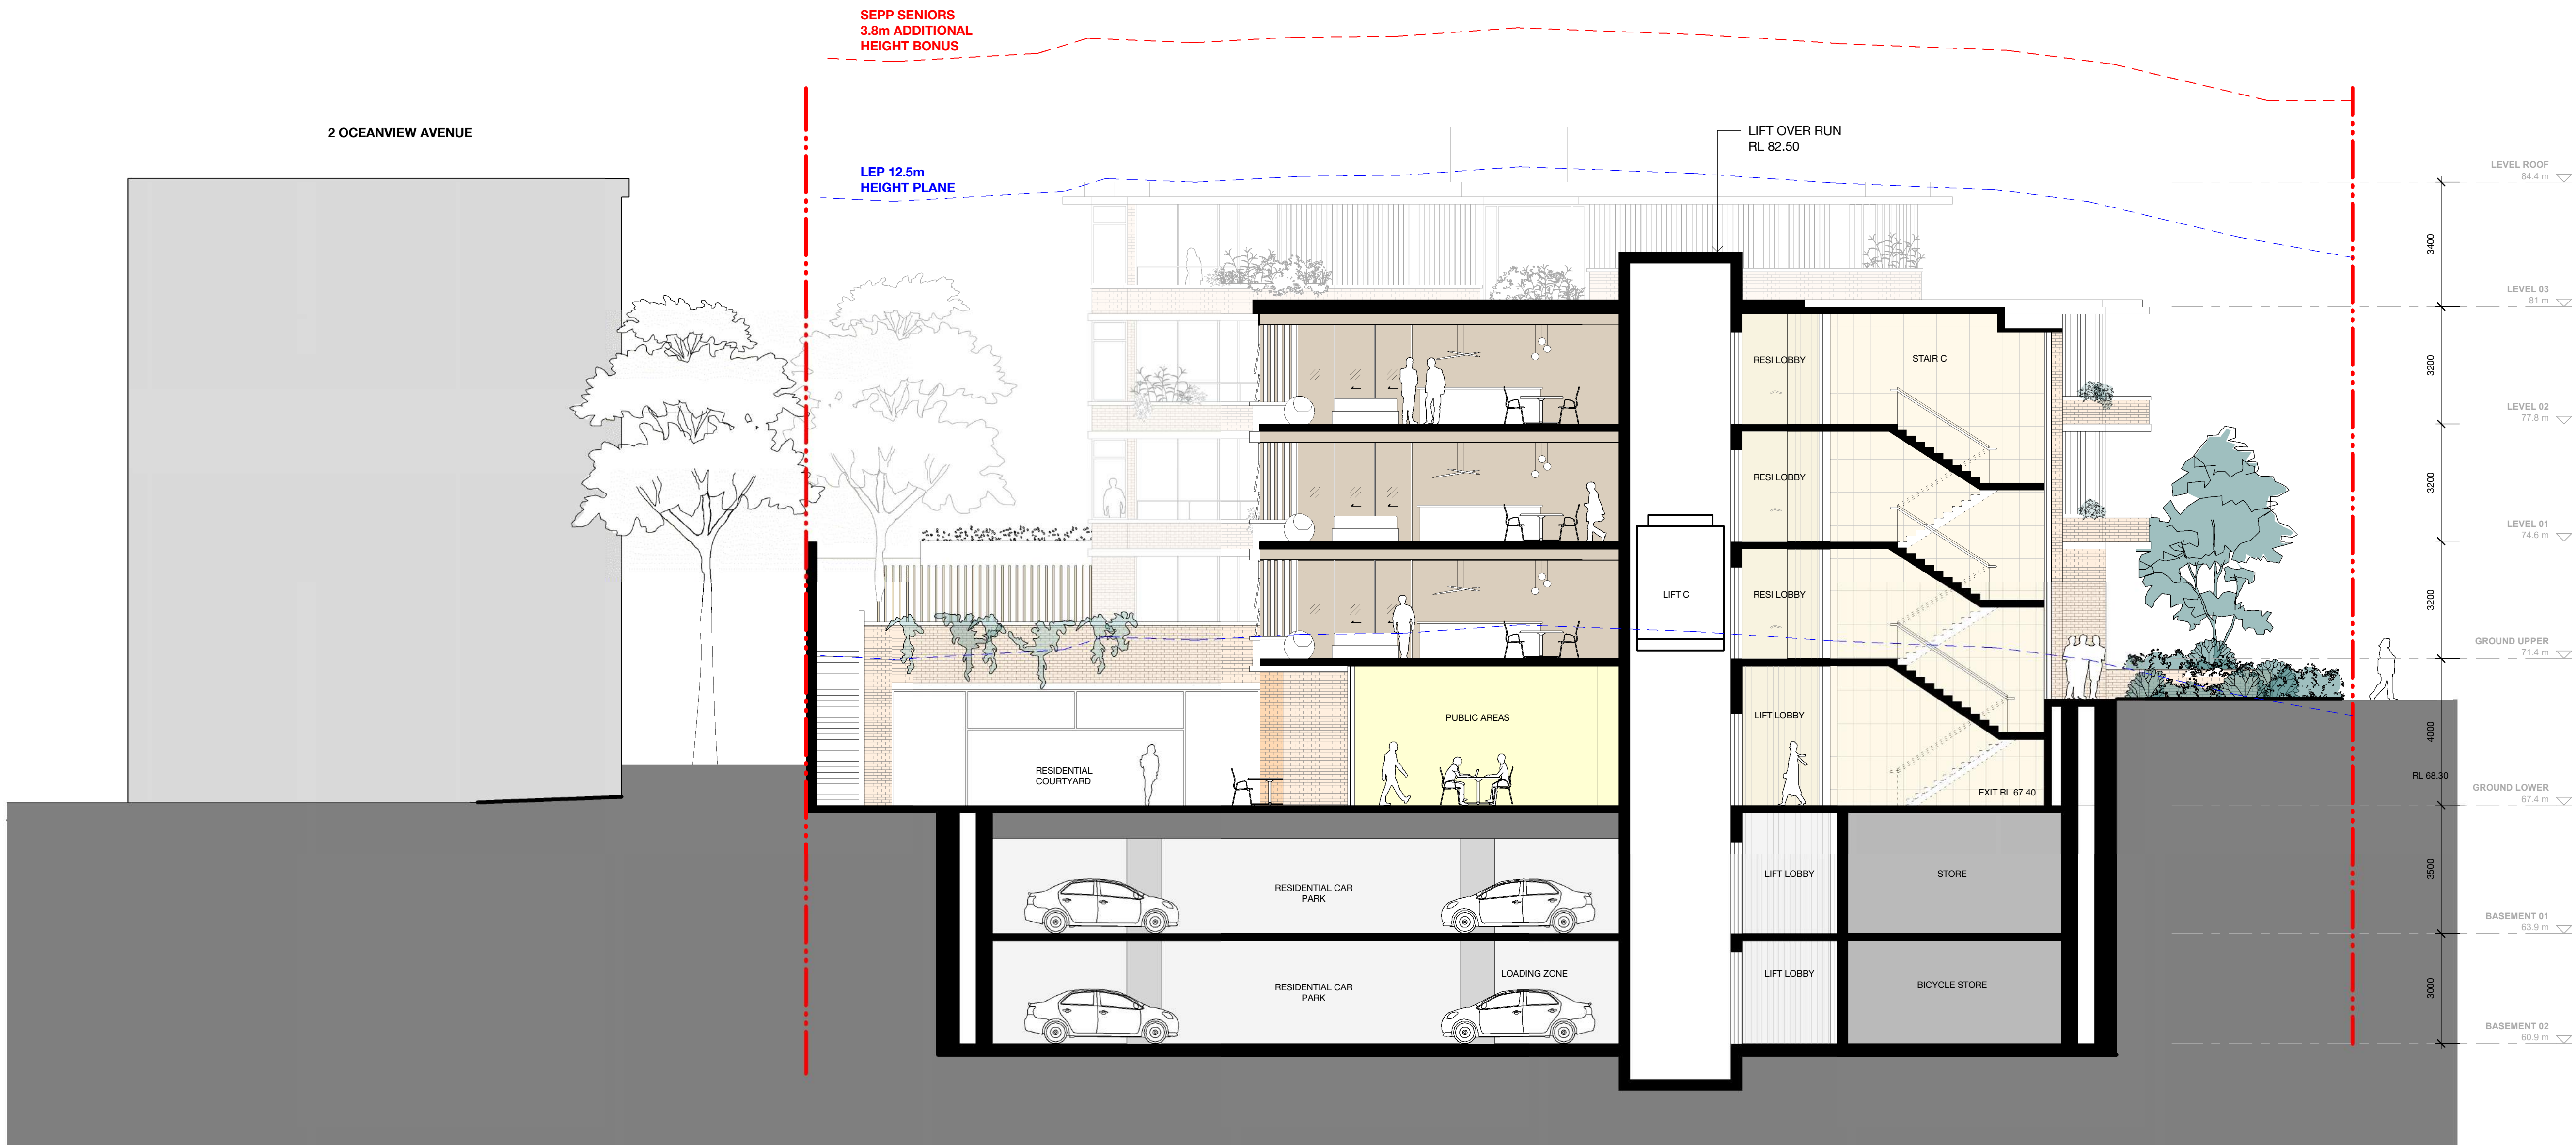 SEPP SENIORS
3.8m ADDITIONAL
HEIGHT BONUS
2 OCEANVIEW AVENUE
LIFT OVER RUN
RL 82.50
LEP 12.5m
HEIGHT PLANE
LEVEL ROOF
84.4 m
3400
LEVEL 03
81 m
RESI LOBBY
STAIR C
3200
LEVEL 02
77.8 m
RESI LOBBY
3200
LEVEL 01
74.6 m
LIFT C
RESI LOBBY
3200
GROUND UPPER
71.4 m
PUBLIC AREAS
LIFT LOBBY
4000
RESIDENTIAL
COURTYARD
RL 68.30
EXIT RL 67.40
GROUND LOWER
67.4 m
RESIDENTIAL CAR
PARK
LIFT LOBBY
STORE
3500
BASEMENT 01
63.9 m
LOADING ZONE
LIFT LOBBY
RESIDENTIAL CAR
PARK
BICYCLE STORE
3000
BASEMENT 02
60.9 m